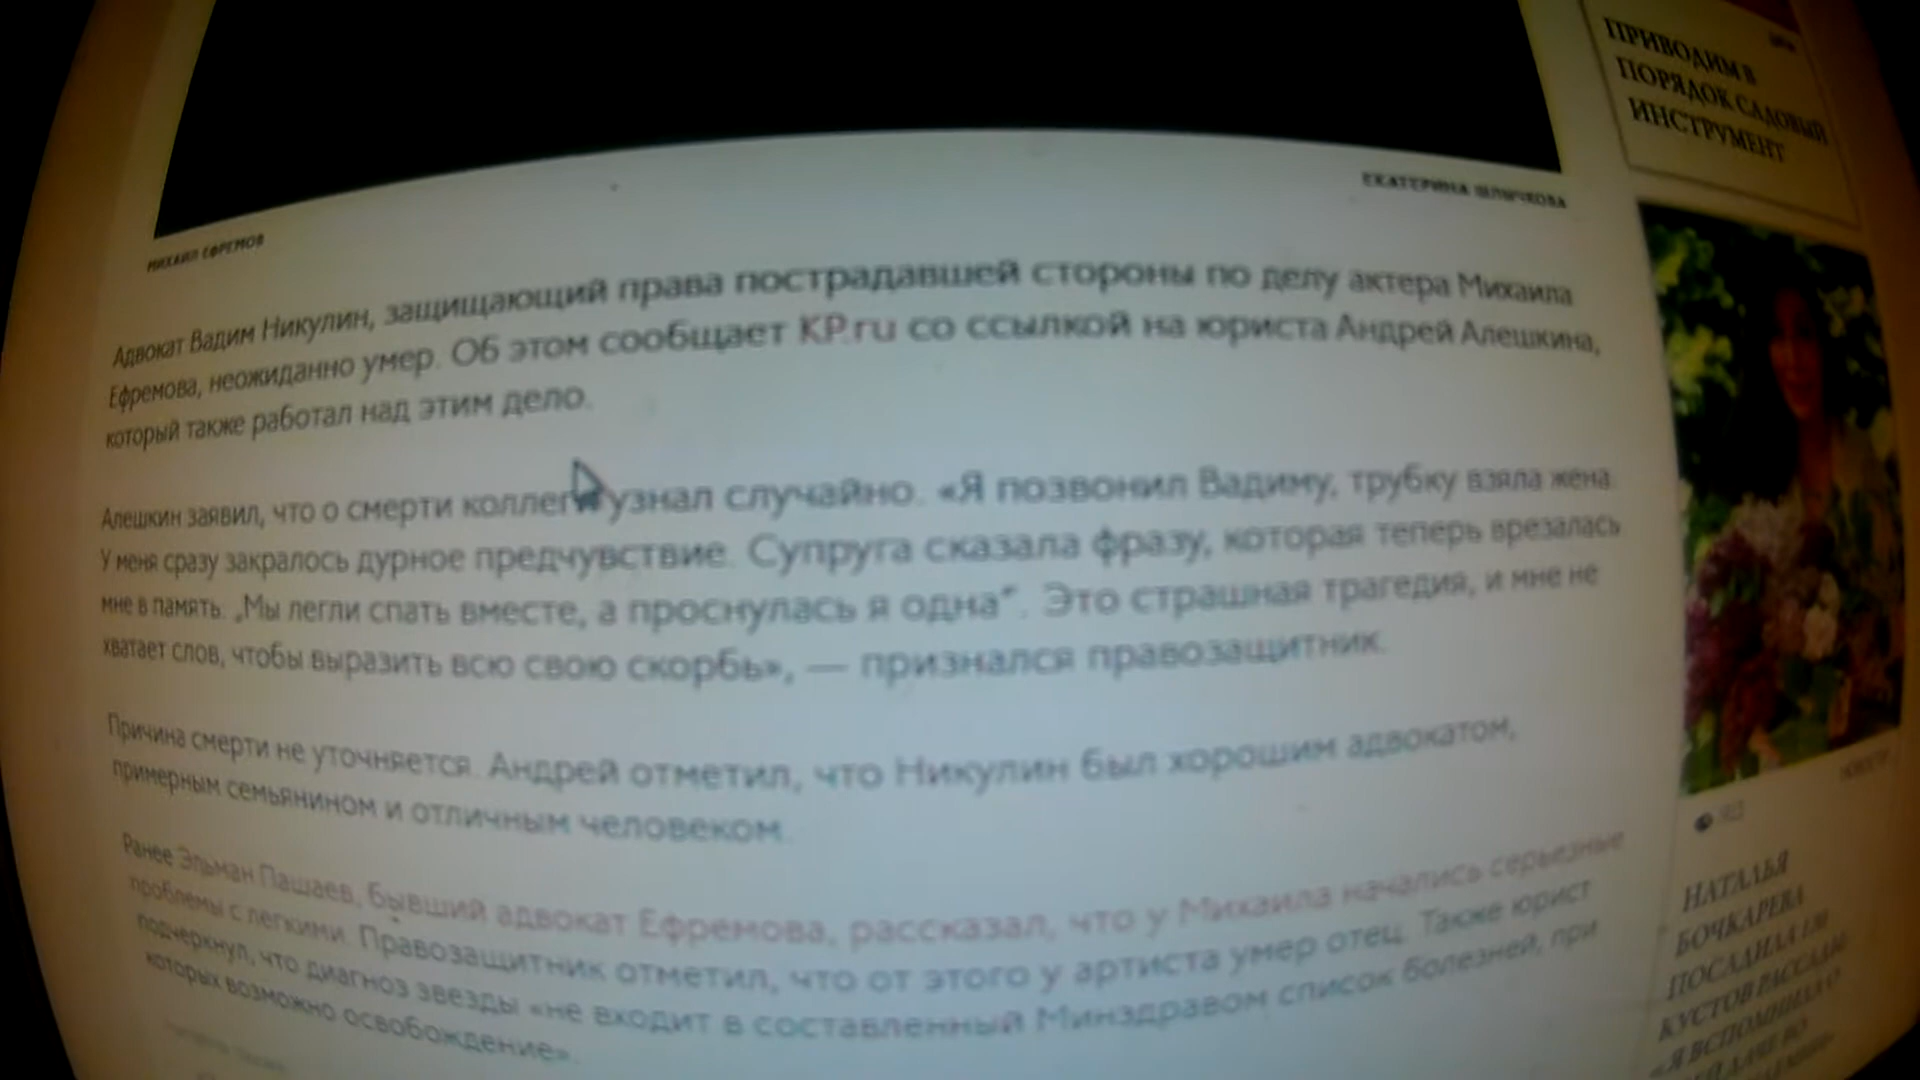 ЕКАТЕРИНА ШЛЫЧКОВА
МИХАИЛ ЕФРЕМОВ
Адвокат Вадим Никулин, защищающий права пострадавшей стороны по делу актера Михаила
Ефремова, неожиданно умер. Об этом сообщает KP.ru со ссылкой на юриста Андрей Алешкина,
который также работал над этим дело.
Алешкин заявил, что о смерти коллеги узнал случайно. «Я позвонил Вадиму, трубку взяла жена.
У меня сразу закралось дурное предчувствие. Супруга сказала фразу, которая теперь врезалась
мне в память: „Мы легли спать вместе, а проснулась я одна“. Это страшная трагедия, и мне не
хватает слов, чтобы выразить всю свою скорбь», — признался правозащитник.
Причина смерти не уточняется. Андрей отметил, что Никулин был хорошим адвокатом,
примерным семьянином и отличным человеком.
Ранее Эльман Пашаев, бывший адвокат Ефремова, рассказал, что у Михаила начались серьезные
проблемы с легкими. Правозащитник отметил, что от этого у артиста умер отец. Также юрист
подчеркнул, что диагноз звезды «не входит в составленный Минздравом список болезней, при
которых возможно освобождение».
ПРИВОДИМ В
ПОРЯДОК САДОВЫЙ
ИНСТРУМЕНТ
НОВОСТИ
НАТАЛЬЯ
БОЧКАРЕВА
ПОСАДИЛА 130
КУСТОВ РАССАДЫ:
«Я ВСПОМНИЛА О